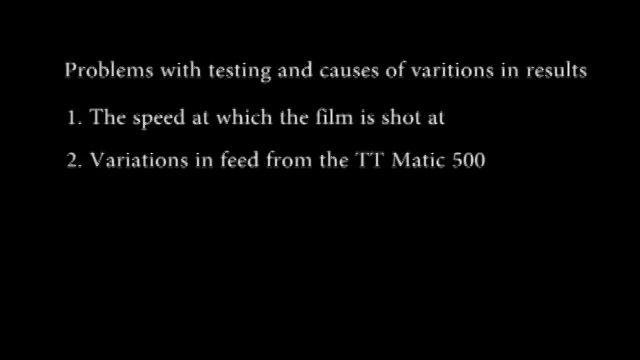 Problems with testing and causes of varitions in results
1. The speed at which the film is shot at
2. Variations in feed from the TT Matic 500